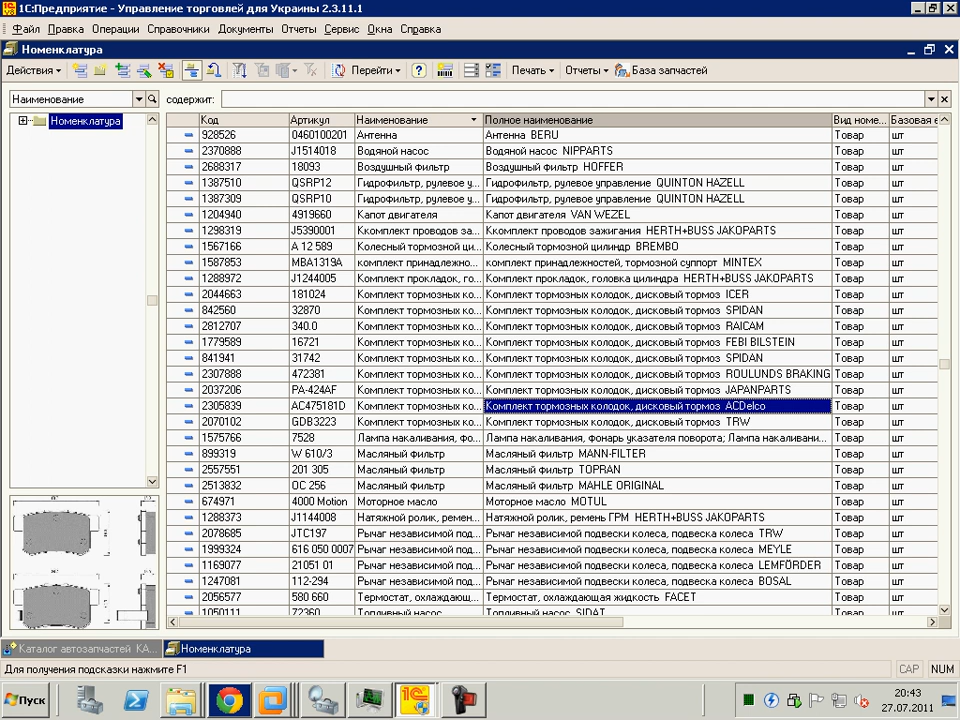 1С:Предприятие - Управление торговлей для Украины 2.3.11.1
Файл Правка Операции Справочники Документы Отчеты Сервис Окна Справка
Номенклатура
Действия Перейти Печать Отчеты База запчастей
Наименование содержит:
Номенклатура
Код Артикул Наименование Полное наименование Вид номе... Базовая е
928526 0460100201 Антенна Антенна BERU Товар шт
2370888 J1514018 Водяной насос Водяной насос NIPPARTS Товар шт
2688317 18093 Воздушный фильтр Воздушный фильтр HOFFER Товар шт
1387510 QSRP12 Гидрофильтр, рулевое у... Гидрофильтр, рулевое управление QUINTON HAZELL Товар шт
1387309 QSRP10 Гидрофильтр, рулевое у... Гидрофильтр, рулевое управление QUINTON HAZELL Товар шт
1204940 4919660 Капот двигателя Капот двигателя VAN WEZEL Товар шт
1298319 J5390001 Ккомплект проводов за... Ккомплект проводов зажигания HERTH+BUSS JAKOPARTS Товар шт
1567166 A 12 589 Колесный тормозной ци... Колесный тормозной цилиндр BREMBO Товар шт
1587853 MBA1319A комплект принадлежно... комплект принадлежностей, тормозной суппорт MINTEX Товар шт
1288972 J1244005 Комплект прокладок, го... Комплект прокладок, головка цилиндра HERTH+BUSS JAKOPARTS Товар шт
2044663 181024 Комплект тормозных ко... Комплект тормозных колодок, дисковый тормоз ICER Товар шт
842560 32870 Комплект тормозных ко... Комплект тормозных колодок, дисковый тормоз SPIDAN Товар шт
2812707 340.0 Комплект тормозных ко... Комплект тормозных колодок, дисковый тормоз RAICAM Товар шт
1779589 16721 Комплект тормозных ко... Комплект тормозных колодок, дисковый тормоз FEBI BILSTEIN Товар шт
841941 31742 Комплект тормозных ко... Комплект тормозных колодок, дисковый тормоз SPIDAN Товар шт
2307888 472381 Комплект тормозных ко... Комплект тормозных колодок, дисковый тормоз ROULUNDS BRAKING Товар шт
2037206 PA-424AF Комплект тормозных ко... Комплект тормозных колодок, дисковый тормоз JAPANPARTS Товар шт
2305839 AC475181D Комплект тормозных ко... Комплект тормозных колодок, дисковый тормоз ACDelco Товар шт
2070102 GDB3223 Комплект тормозных ко... Комплект тормозных колодок, дисковый тормоз TRW Товар шт
1575766 7528 Лампа накаливания, фо... Лампа накаливания, фонарь указателя поворота; Лампа накаливани... Товар шт
899319 W 610/3 Масляный фильтр Масляный фильтр MANN-FILTER Товар шт
2557551 201 305 Масляный фильтр Масляный фильтр TOPRAN Товар шт
2513832 OC 256 Масляный фильтр Масляный фильтр MAHLE ORIGINAL Товар шт
674971 4000 Motion Моторное масло Моторное масло MOTUL Товар шт
1288373 J1144008 Натяжной ролик, ремен... Натяжной ролик, ремень ГРМ HERTH+BUSS JAKOPARTS Товар шт
2078685 JTC197 Рычаг независимой под... Рычаг независимой подвески колеса, подвеска колеса TRW Товар шт
1999324 616 050 0007 Рычаг независимой под... Рычаг независимой подвески колеса, подвеска колеса MEYLE Товар шт
1169077 21051 01 Рычаг независимой под... Рычаг независимой подвески колеса, подвеска колеса LEMFÖRDER Товар шт
1247081 112-294 Рычаг независимой под... Рычаг независимой подвески колеса, подвеска колеса BOSAL Товар шт
2056577 580 660 Термостат, охлаждающ... Термостат, охлаждающая жидкость FACET Товар шт
1050111 72360 Топливный насос Топливный насос SIDAT Товар шт
Каталог автозапчастей КА... Номенклатура
Для получения подсказки нажмите F1 CAP NUM
Пуск 20:43
27.07.2011